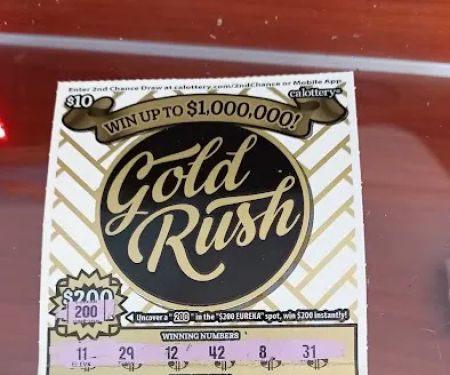 Enter 2nd Chance Draw at calottery.com/2ndChance or Mobile App
$10
calottery
WIN UP TO $1,000,000!
Gold
Rush
$200
200
Uncover a "200" in the "$200 EUREKA" spot, win $200 instantly!
WINNING NUMBERS
11 29 12 42 8 31